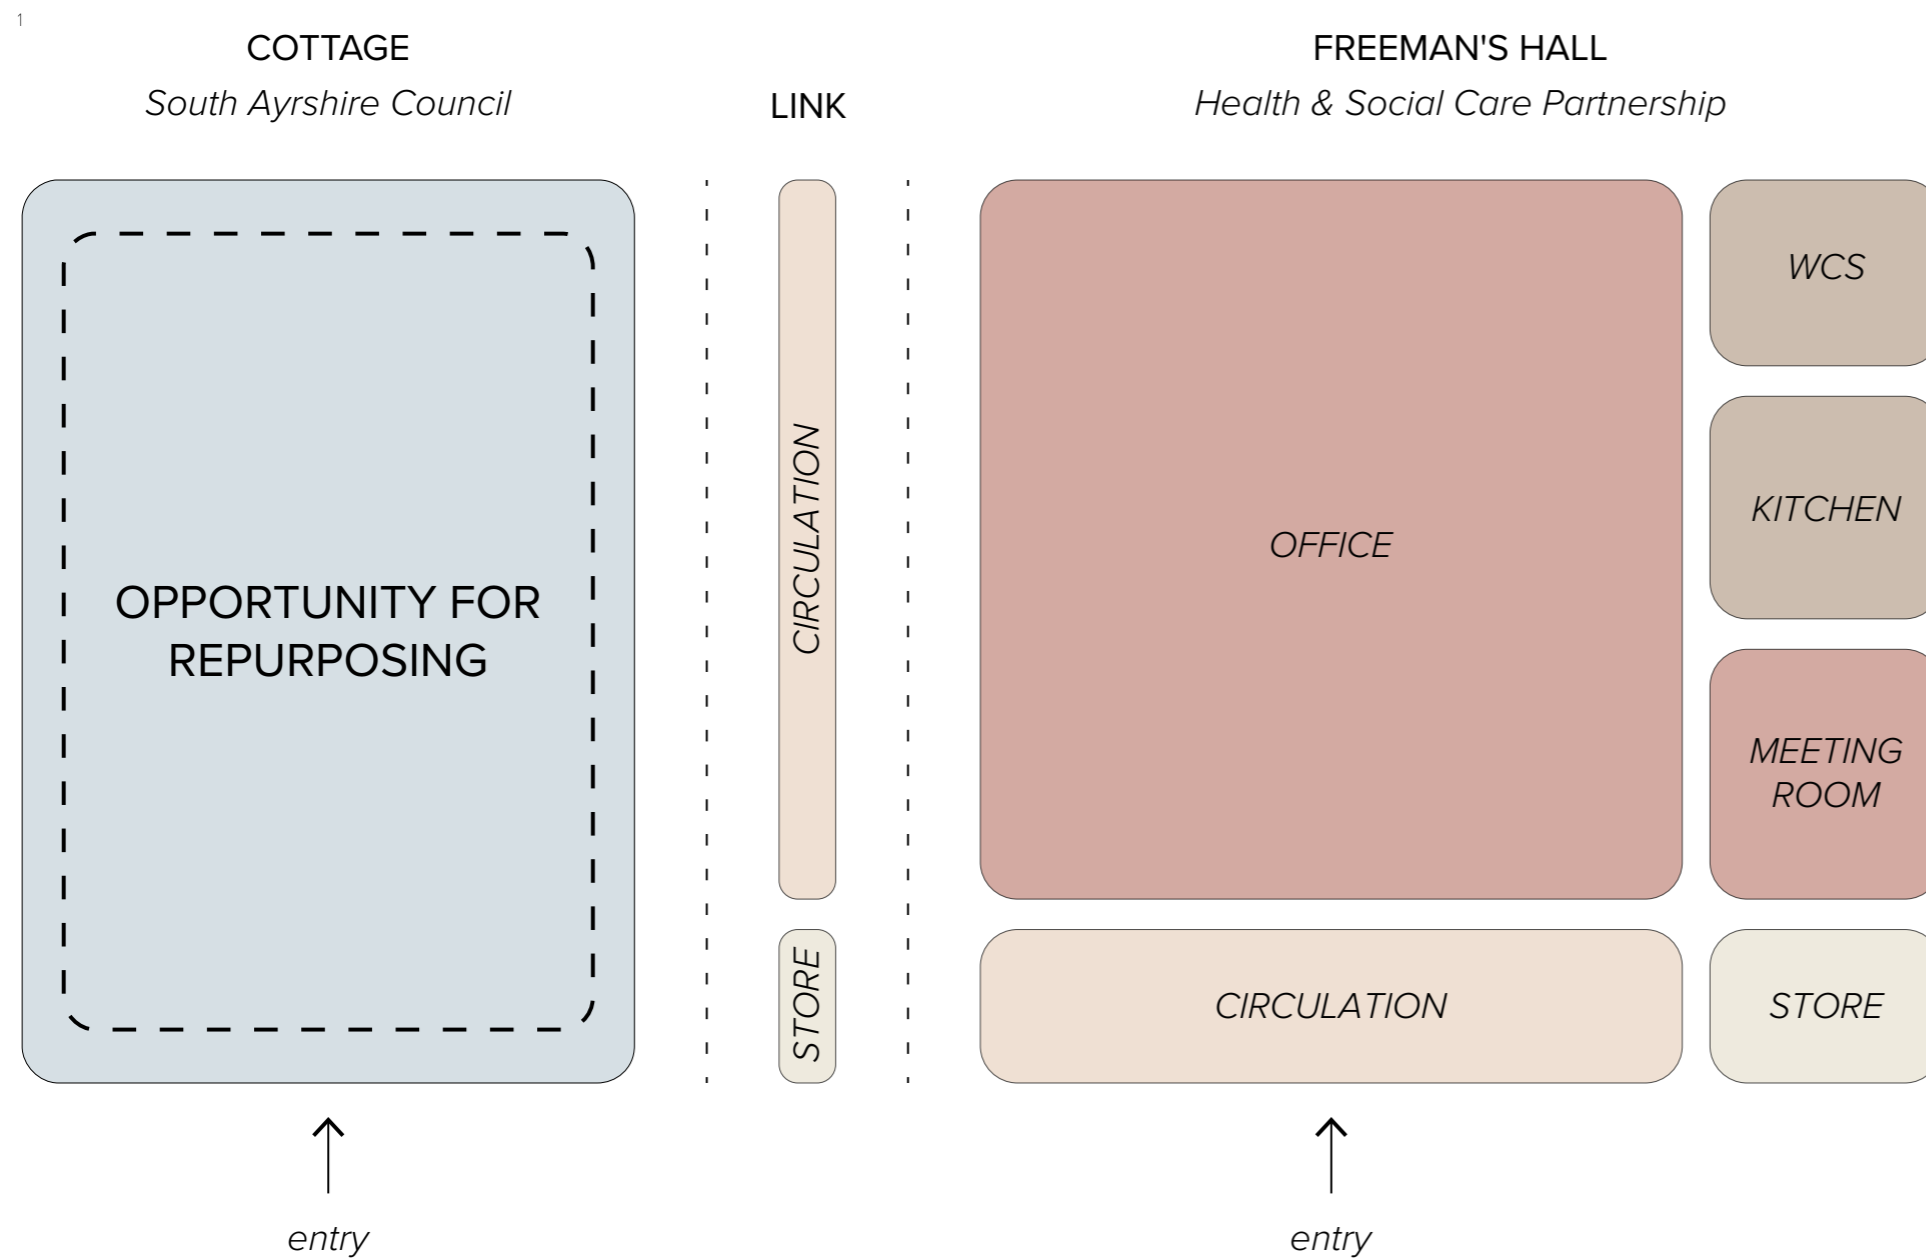 1
COTTAGE
South Ayrshire Council
LINK
FREEMAN'S HALL
Health & Social Care Partnership
OPPORTUNITY FOR
REPURPOSING
CIRCULATION
STORE
OFFICE
WCS
KITCHEN
MEETING
ROOM
CIRCULATION
STORE
entry
entry